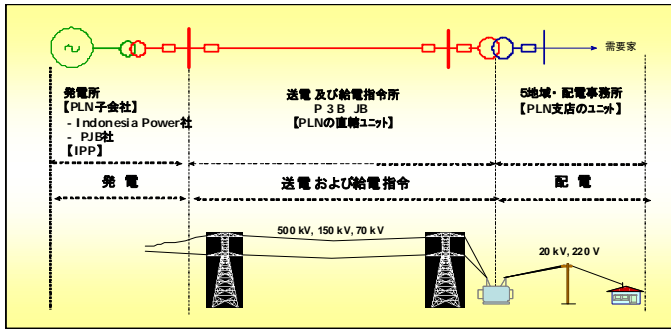 需要家
発電所
【PLN子会社】
- Indonesia Power社
- PJB社
【IPP】
送電 及び給電指令所
P 3 B JB
【PLNの直轄ユニット】
5地域・配電事務所
【PLN支店のユニット】
発 電
送電 および給電指令
配 電
500 kV, 150 kV, 70 kV
20 kV, 220 V